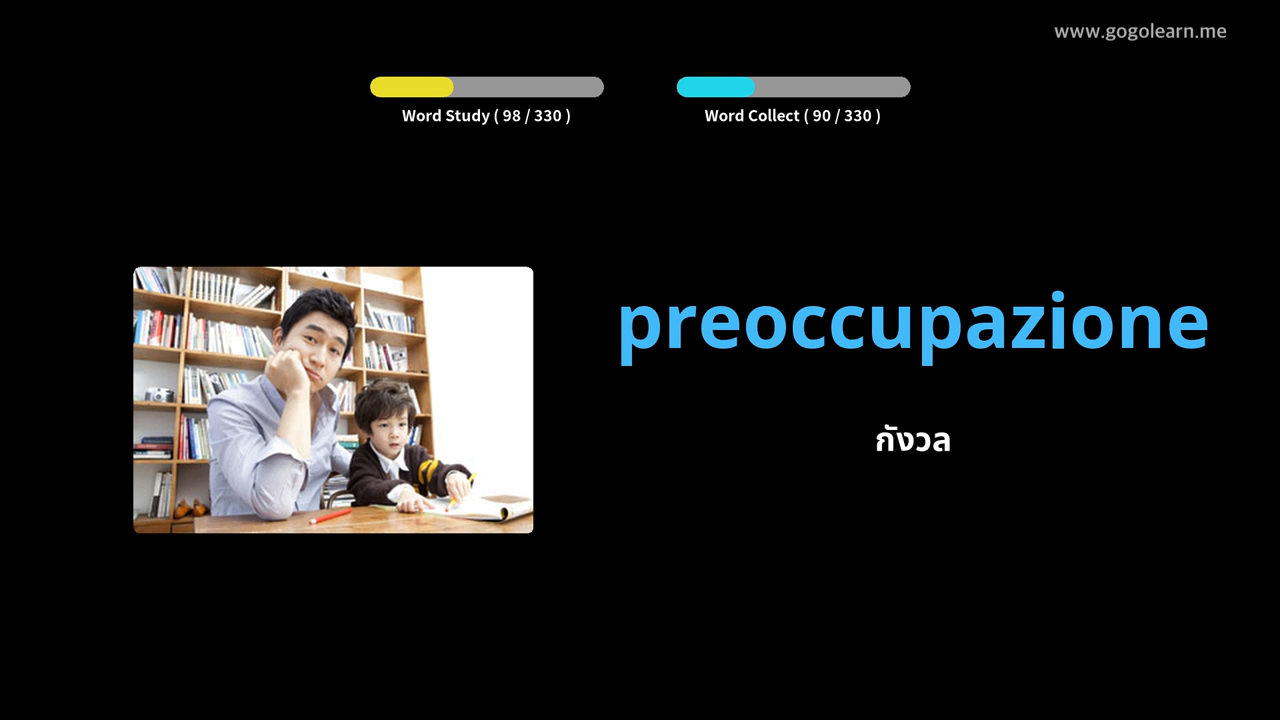 www.gogolearn.me
Word Study ( 98 / 330 )
Word Collect ( 90 / 330 )
preoccupazione
กังวล